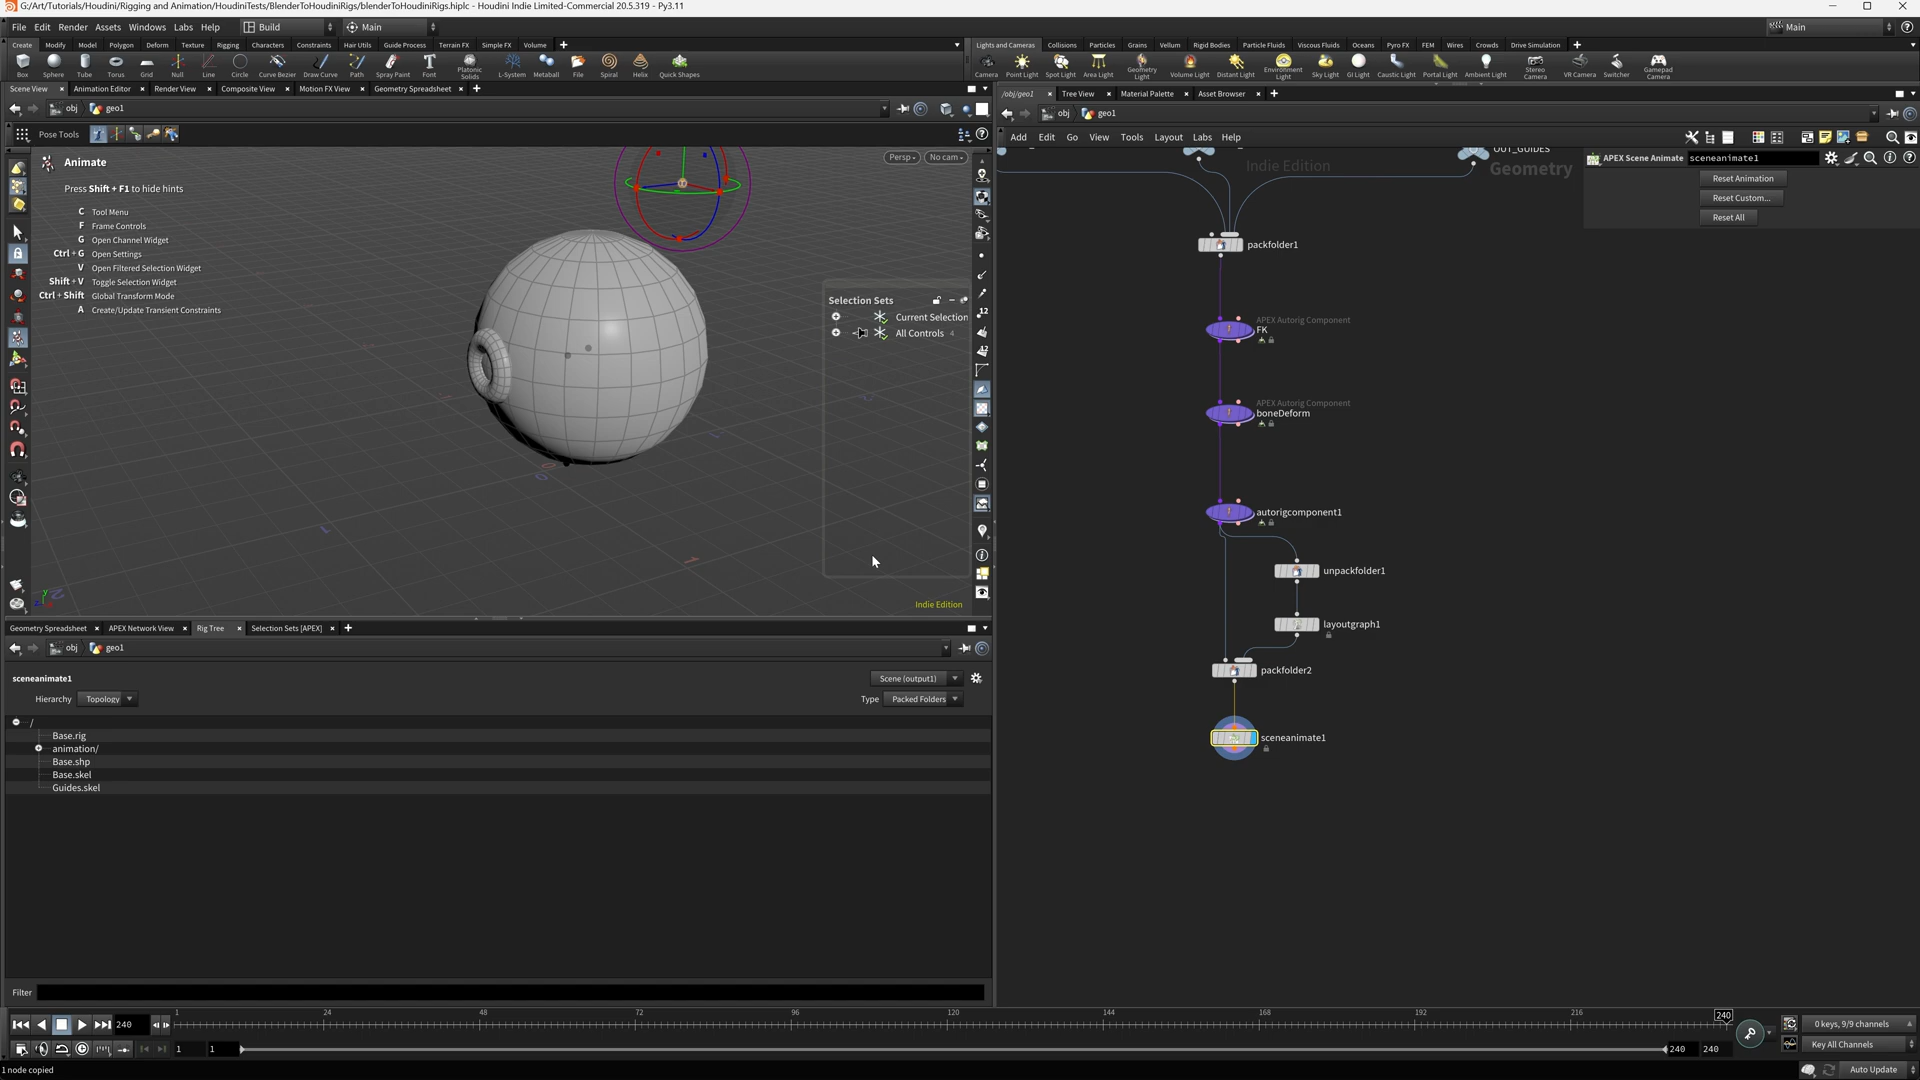 G:/Art/Tutorials/Houdini/Rigging and Animation/HoudiniTests/BlenderToHoudiniRigs/blenderToHoudiniRigs.hiplc - Houdini Indie Limited-Commercial 20.5.319 - Py3.11
File Edit Render Assets Windows Labs Help Build Main Main
Create Modify Model Polygon Deform Texture Rigging Characters Constraints Hair Utils Guide Process Terrain FX Simple FX Volume
Lights and Cameras Collisions Particles Grains Vellum Rigid Bodies Particle Fluids Viscous Fluids Oceans Pyro FX FEM Wires Crowds Drive Simulation
Box Sphere Tube Torus Grid Null Line Circle Curve Bezier Draw Curve Path Spray Paint Font Platonic Solids L-System Metaball File Spiral Helix Quick Shapes
Camera Point Light Spot Light Area Light Geometry Light Volume Light Distant Light Environment Light Sky Light GI Light Caustic Light Portal Light Ambient Light Stereo Camera VR Camera Switcher Gamepad Camera
Scene View Animation Editor Render View Composite View Motion FX View Geometry Spreadsheet
/obj/geo1 Tree View Material Palette Asset Browser
obj geo1
obj geo1
Pose Tools
Add Edit Go View Tools Layout Labs Help
Animate
Persp No cam
Press Shift + F1 to hide hints
C Tool Menu
F Frame Controls
G Open Channel Widget
Ctrl + G Open Settings
V Open Filtered Selection Widget
Shift + V Toggle Selection Widget
Ctrl + Shift Global Transform Mode
A Create/Update Transient Constraints
Selection Sets
Current Selection
All Controls 4
Indie Edition
Indie Edition
Geometry
OUT_GUIDES
APEX Scene Animate sceneanimate1
Reset Animation
Reset Custom...
Reset All
packfolder1
APEX Autorig Component
FK
APEX Autorig Component
boneDeform
autorigcomponent1
unpackfolder1
layoutgraph1
packfolder2
sceneanimate1
Geometry Spreadsheet APEX Network View Rig Tree Selection Sets [APEX]
obj geo1
sceneanimate1 Scene (output1)
Hierarchy Topology Type Packed Folders
/
Base.rig
animation/
Base.shp
Base.skel
Guides.skel
Filter
240 1 24 48 72 96 120 144 168 192 216 240
0 keys, 9/9 channels
1 1 240 240 Key All Channels
1 node copied Auto Update